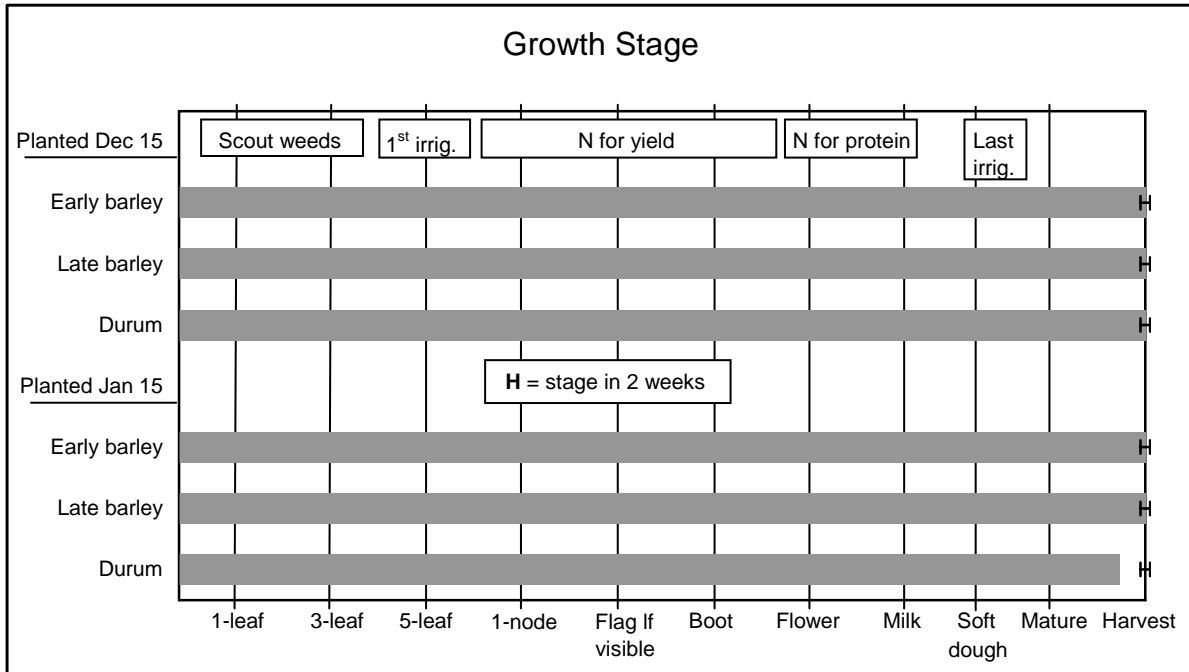 Growth Stage
Planted Dec 15
Scout weeds
1st irrig.
N for yield
N for protein
Last
irrig.
Early barley
Late barley
Durum
Planted Jan 15
H = stage in 2 weeks
Early barley
Late barley
Durum
1-leaf
3-leaf
5-leaf
1-node
Flag lf
visible
Boot
Flower
Milk
Soft
dough
Mature
Harvest